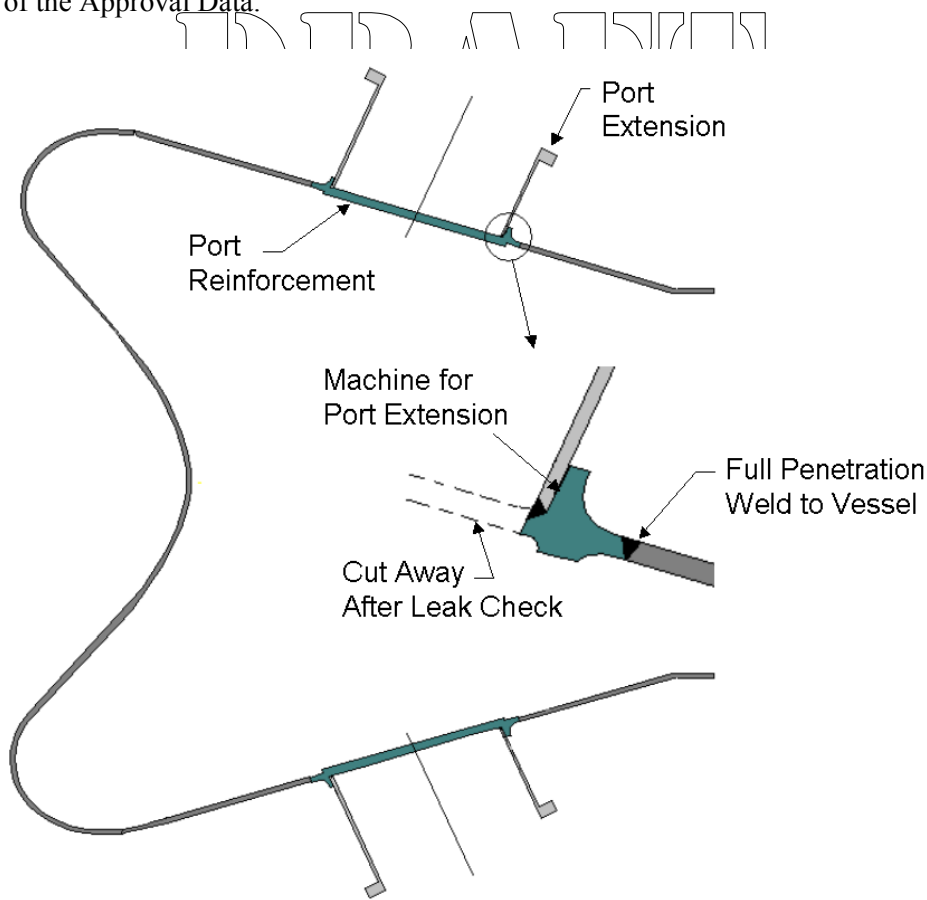 of the Approval Data.
DRAFT
Port
Extension
Port
Reinforcement
Machine for
Port Extension
Full Penetration
Weld to Vessel
Cut Away
After Leak Check